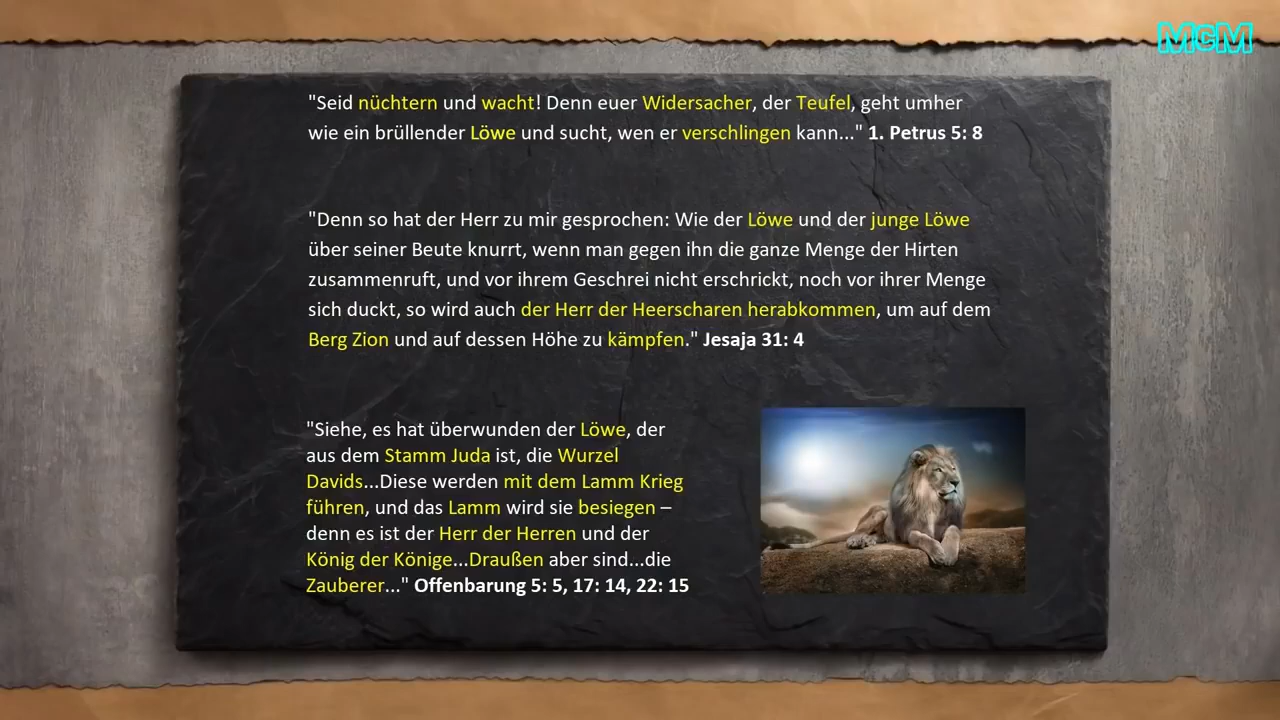 McM
"Seid nüchtern und wacht! Denn euer Widersacher, der Teufel, geht umher
wie ein brüllender Löwe und sucht, wen er verschlingen kann..." 1. Petrus 5: 8
"Denn so hat der Herr zu mir gesprochen: Wie der Löwe und der junge Löwe
über seiner Beute knurrt, wenn man gegen ihn die ganze Menge der Hirten
zusammenruft, und vor ihrem Geschrei nicht erschrickt, noch vor ihrer Menge
sich duckt, so wird auch der Herr der Heerscharen herabkommen, um auf dem
Berg Zion und auf dessen Höhe zu kämpfen." Jesaja 31: 4
"Siehe, es hat überwunden der Löwe, der
aus dem Stamm Juda ist, die Wurzel
Davids...Diese werden mit dem Lamm Krieg
führen, und das Lamm wird sie besiegen –
denn es ist der Herr der Herren und der
König der Könige...Draußen aber sind...die
Zauberer..." Offenbarung 5: 5, 17: 14, 22: 15